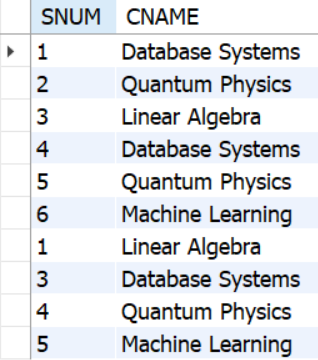 SNUM CNAME
1 Database Systems
2 Quantum Physics
3 Linear Algebra
4 Database Systems
5 Quantum Physics
6 Machine Learning
1 Linear Algebra
3 Database Systems
4 Quantum Physics
5 Machine Learning